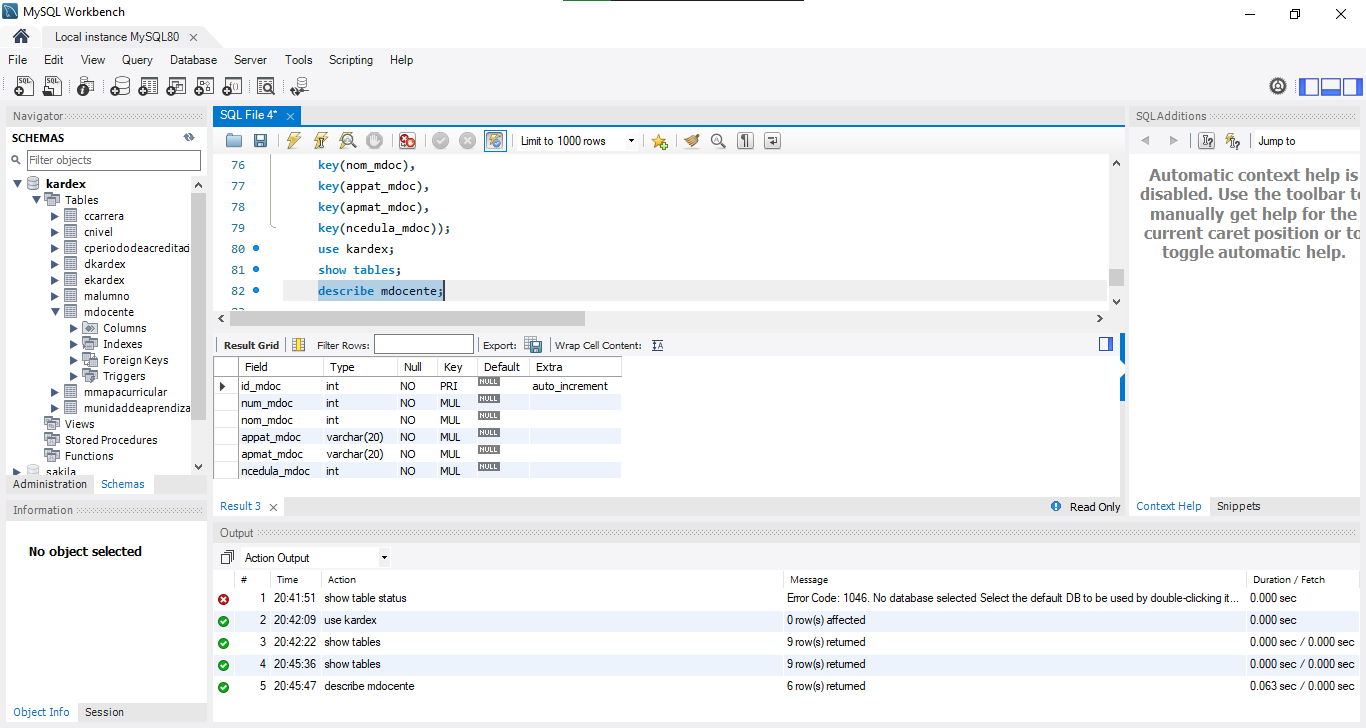 MySQL Workbench
Local instance MySQL80
File Edit View Query Database Server Tools Scripting Help
Navigator
SCHEMAS
Filter objects
kardex
Tables
ccarrera
cnivel
cperiododeacreditad
dkardex
ekardex
malumno
mdocente
Columns
Indexes
Foreign Keys
Triggers
mmapacurricular
munidaddeaprendiza
Views
Stored Procedures
Functions
sakila
Administration Schemas
Information
No object selected
Object Info Session
SQL File 4*
Limit to 1000 rows
76 key(nom_mdoc),
77 key(appat_mdoc),
78 key(apmat_mdoc),
79 key(ncedula_mdoc));
80 use kardex;
81 show tables;
82 describe mdocente;
Result Grid Filter Rows: Export: Wrap Cell Content:
Field Type Null Key Default Extra
id_mdoc int NO PRI NULL auto_increment
num_mdoc int NO MUL NULL
nom_mdoc int NO MUL NULL
appat_mdoc varchar(20) NO MUL NULL
apmat_mdoc varchar(20) NO MUL NULL
ncedula_mdoc int NO MUL NULL
Result 3
Read Only
SQLAdditions
Jump to
Automatic context help is
disabled. Use the toolbar to
manually get help for the
current caret position or to
toggle automatic help.
Context Help Snippets
Output
Action Output
# Time Action Message Duration / Fetch
1 20:41:51 show table status Error Code: 1046. No database selected Select the default DB to be used by double-clicking it... 0.000 sec
2 20:42:09 use kardex 0 row(s) affected 0.000 sec
3 20:42:22 show tables 9 row(s) returned 0.000 sec / 0.000 sec
4 20:45:36 show tables 9 row(s) returned 0.000 sec / 0.000 sec
5 20:45:47 describe mdocente 6 row(s) returned 0.063 sec / 0.000 sec